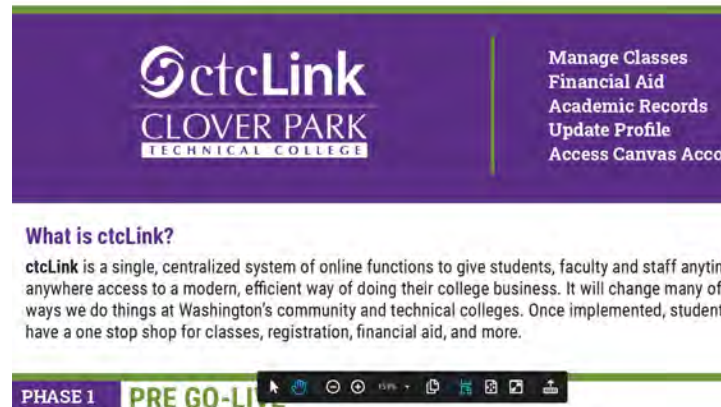 ctcLink
CLOVER PARK
TECHNICAL COLLEGE
Manage Classes
Financial Aid
Academic Records
Update Profile
Access Canvas Acco
What is ctcLink?
ctcLink is a single, centralized system of online functions to give students, faculty and staff anytim
anywhere access to a modern, efficient way of doing their college business. It will change many of
ways we do things at Washington's community and technical colleges. Once implemented, student
have a one stop shop for classes, registration, financial aid, and more.
PHASE 1
PRE GO-LIVE